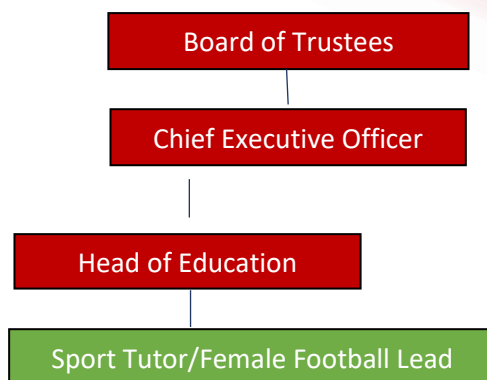 Board of Trustees
Chief Executive Officer
Head of Education
Sport Tutor/Female Football Lead